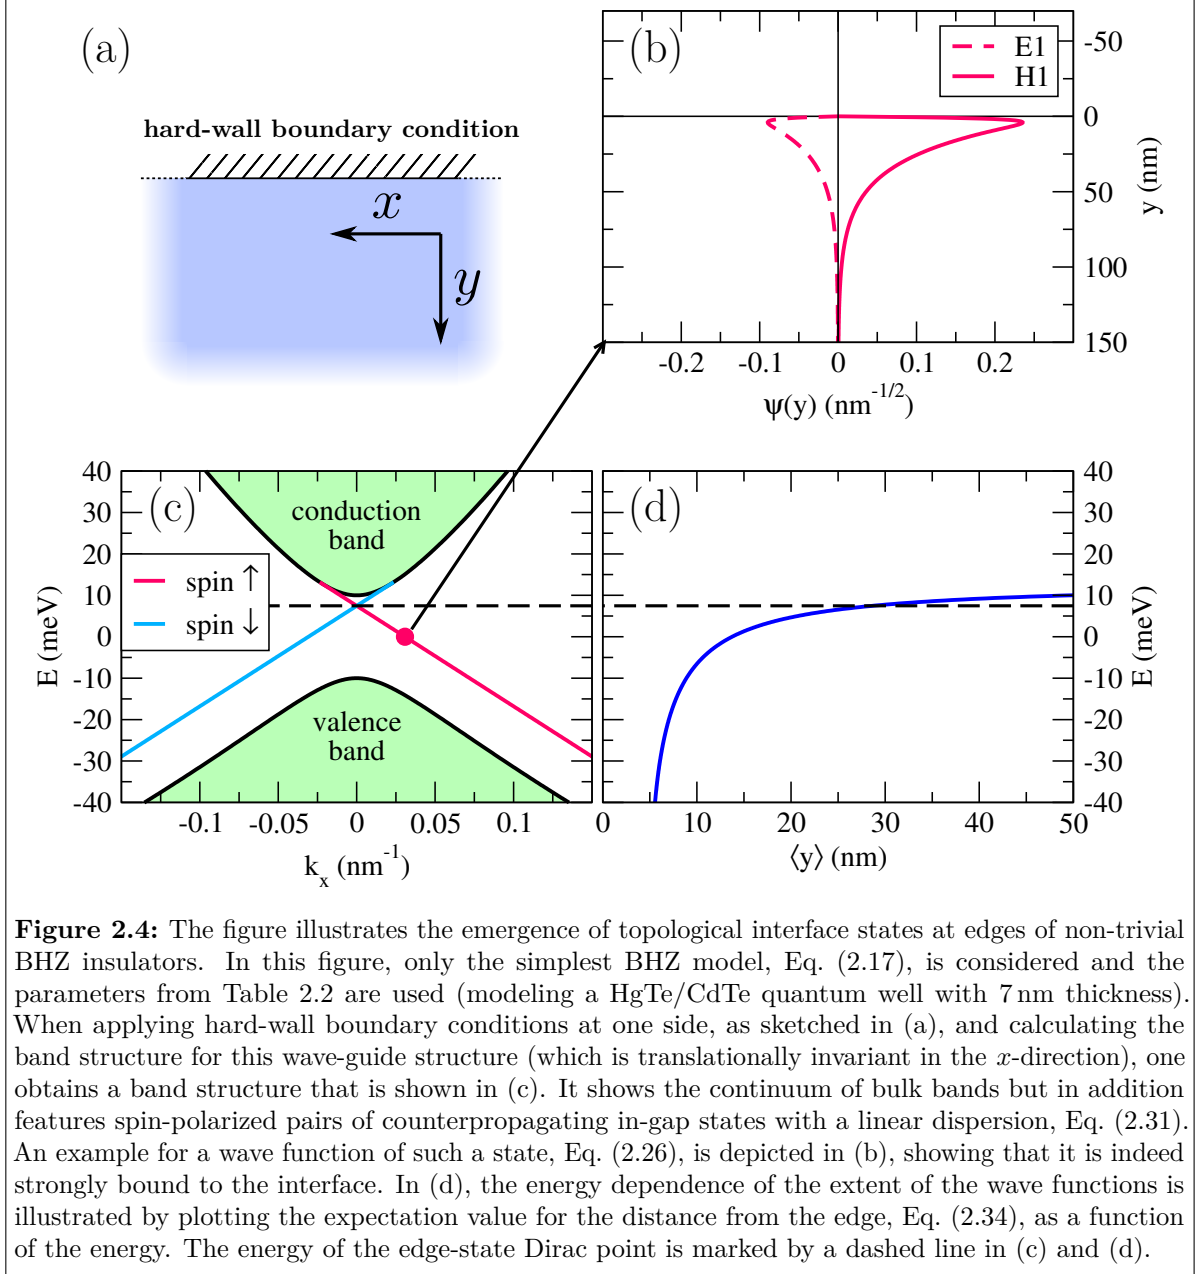 (a)
hard-wall boundary condition
x
y
(b)
E1
H1
-50
0
50
100
150
y (nm)
-0.2 -0.1 0 0.1 0.2
ψ(y) (nm-1/2)
(c)
40
30
20
10
0
-10
-20
-30
-40
E (meV)
conduction
band
spin ↑
spin ↓
valence
band
-0.1 -0.05 0 0.05 0.1
kx (nm-1)
(d)
40
30
20
10
0
-10
-20
-30
-40
E (meV)
0 10 20 30 40 50
⟨y⟩ (nm)
Figure 2.4: The figure illustrates the emergence of topological interface states at edges of non-trivial
BHZ insulators. In this figure, only the simplest BHZ model, Eq. (2.17), is considered and the
parameters from Table 2.2 are used (modeling a HgTe/CdTe quantum well with 7 nm thickness).
When applying hard-wall boundary conditions at one side, as sketched in (a), and calculating the
band structure for this wave-guide structure (which is translationally invariant in the x-direction), one
obtains a band structure that is shown in (c). It shows the continuum of bulk bands but in addition
features spin-polarized pairs of counterpropagating in-gap states with a linear dispersion, Eq. (2.31).
An example for a wave function of such a state, Eq. (2.26), is depicted in (b), showing that it is indeed
strongly bound to the interface. In (d), the energy dependence of the extent of the wave functions is
illustrated by plotting the expectation value for the distance from the edge, Eq. (2.34), as a function
of the energy. The energy of the edge-state Dirac point is marked by a dashed line in (c) and (d).